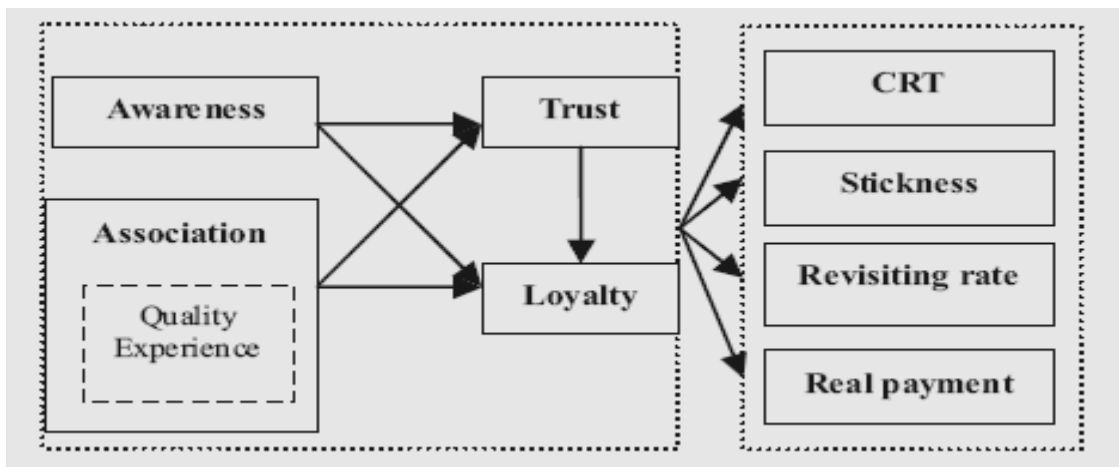 Awareness
Trust
Association
Quality
Experience
Loyalty
CRT
Stickness
Revisiting rate
Real payment